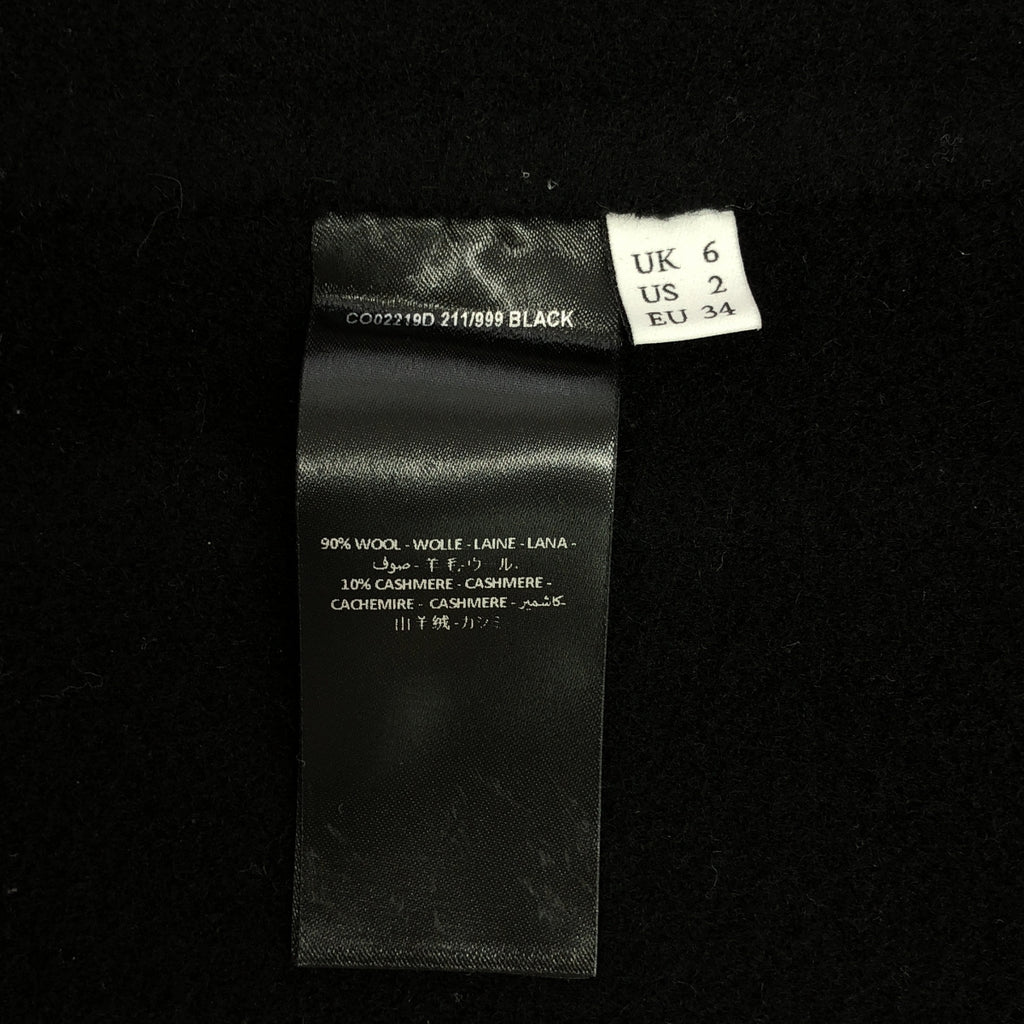 CO02219D 211/999 BLACK
UK 6
US 2
EU 34
90% WOOL - WOLLE - LAINE - LANA -
صوف - 羊毛 - ウール.
10% CASHMERE - CASHMERE -
CACHEMIRE - CASHMERE - كاشمير
山羊绒 - カシミ